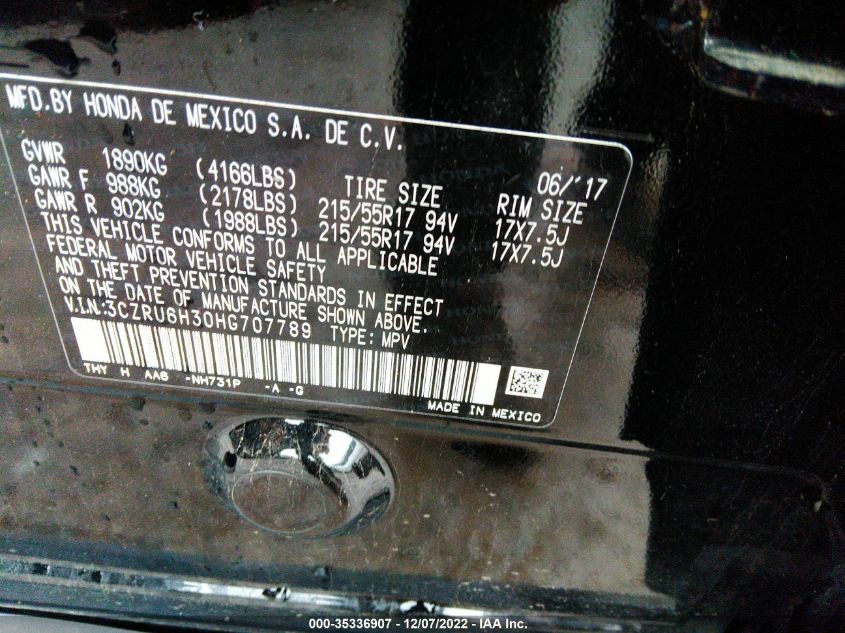 MFD.BY HONDA DE MEXICO S.A. DE C.V.
06/'17
GVWR 1890KG (4166LBS) TIRE SIZE RIM SIZE
GAWR F 988KG (2178LBS) 215/55R17 94V 17X7.5J
GAWR R 902KG (1988LBS) 215/55R17 94V 17X7.5J
THIS VEHICLE CONFORMS TO ALL APPLICABLE
FEDERAL MOTOR VEHICLE SAFETY
AND THEFT PREVENTION STANDARDS IN EFFECT
ON THE DATE OF MANUFACTURE SHOWN ABOVE.
V.I.N:3CZRU6H30HG707789 TYPE:MPV
THY H AA6 -NH731P -A -G
MADE IN MEXICO
000-35336907 - 12/07/2022 - IAA Inc.